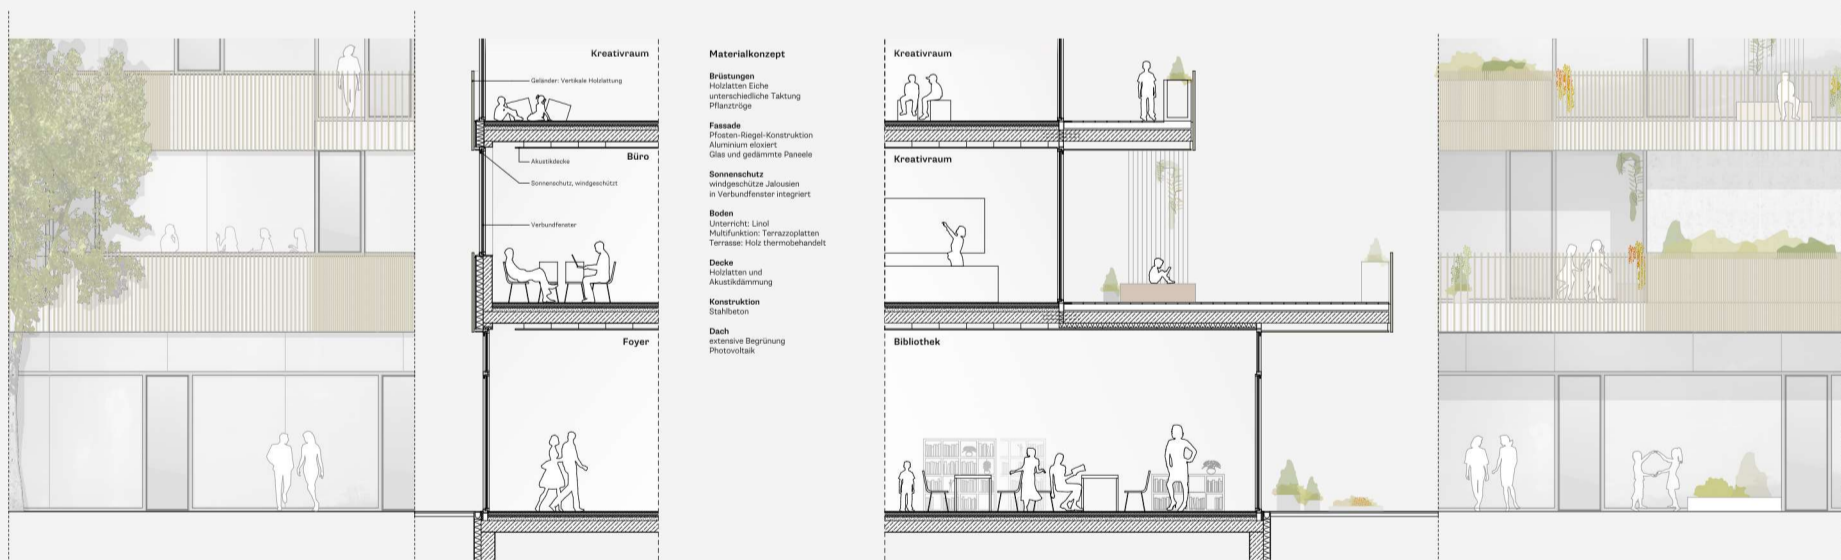 Kreativraum
Geländer: Vertikale Holzlattung
Büro
Akustikdecke
Sonnenschutz, windgeschützt
Verbundfenster
Foyer
Materialkonzept
Brüstungen
Holzlatten Eiche
unterschiedliche Taktung
Pflanztröge
Fassade
Pfosten-Riegel-Konstruktion
Aluminium eloxiert
Glas und gedämmte Paneele
Sonnenschutz
windgeschütze Jalousien
in Verbundfenster integriert
Boden
Unterricht: Linol
Multifunktion: Terrazzoplatten
Terrasse: Holz thermobehandelt
Decke
Holzlatten und
Akustikdämmung
Konstruktion
Stahlbeton
Dach
extensive Begrünung
Photovoltaik
Kreativraum
Kreativraum
Bibliothek